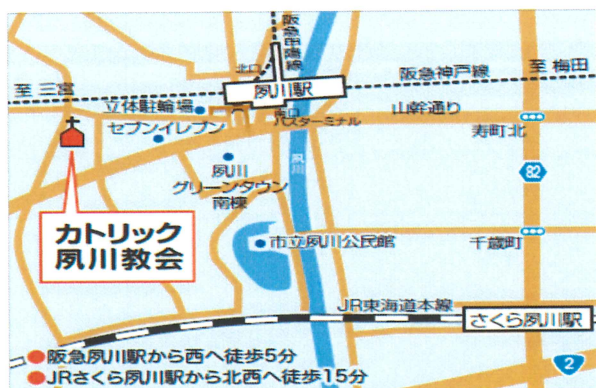 阪急甲陽線
北口
至 三宮
夙川駅
阪急神戸線
至 梅田
立体駐輪場
南口
バスターミナル
山幹通り
セブンイレブン
寿町北
夙川
夙川
グリーンタウン
南棟
82
カトリック
夙川教会
市立夙川公民館
千歳町
JR東海道本線
さくら夙川駅
2
阪急夙川駅から西へ徒歩5分
JRさくら夙川駅から北西へ徒歩15分